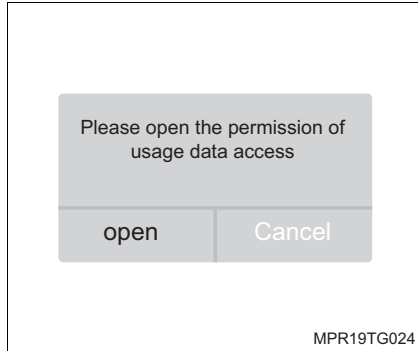 Please open the permission of
usage data access
open
Cancel
MPR19TG024